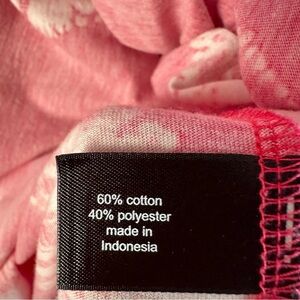 60% cotton
40% polyester
made in
Indonesia